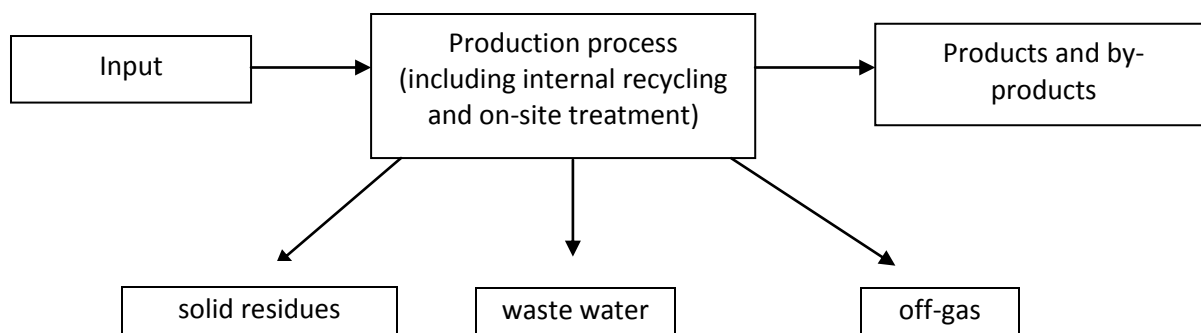 Input
Production process
(including internal recycling
and on-site treatment)
Products and by-
products
solid residues
waste water
off-gas